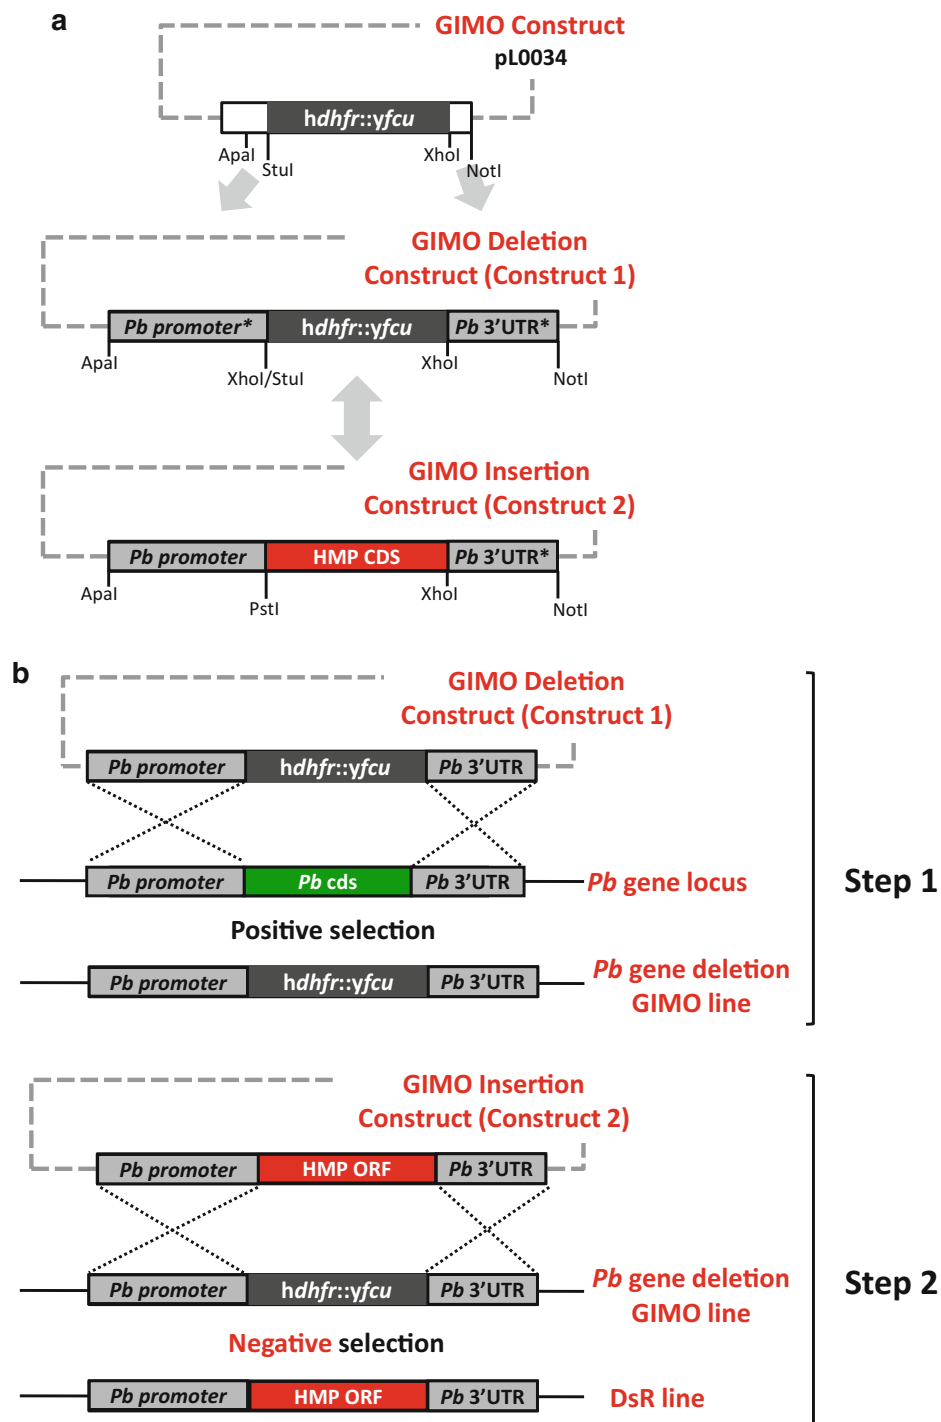 a
GIMO Construct
pL0034
hdhfr::yfcu
ApaI
StuI
XhoI
NotI
GIMO Deletion
Construct (Construct 1)
Pb promoter*
hdhfr::yfcu
Pb 3'UTR*
ApaI
XhoI/StuI
XhoI
NotI
GIMO Insertion
Construct (Construct 2)
Pb promoter
HMP CDS
Pb 3'UTR*
ApaI
PstI
XhoI
NotI
b
GIMO Deletion
Construct (Construct 1)
Pb promoter
hdhfr::yfcu
Pb 3'UTR
Pb promoter
Pb cds
Pb 3'UTR
Pb gene locus
Step 1
Positive selection
Pb promoter
hdhfr::yfcu
Pb 3'UTR
Pb gene deletion
GIMO line
GIMO Insertion
Construct (Construct 2)
Pb promoter
HMP ORF
Pb 3'UTR
Pb promoter
hdhfr::yfcu
Pb 3'UTR
Pb gene deletion
GIMO line
Step 2
Negative selection
Pb promoter
HMP ORF
Pb 3'UTR
DsR line